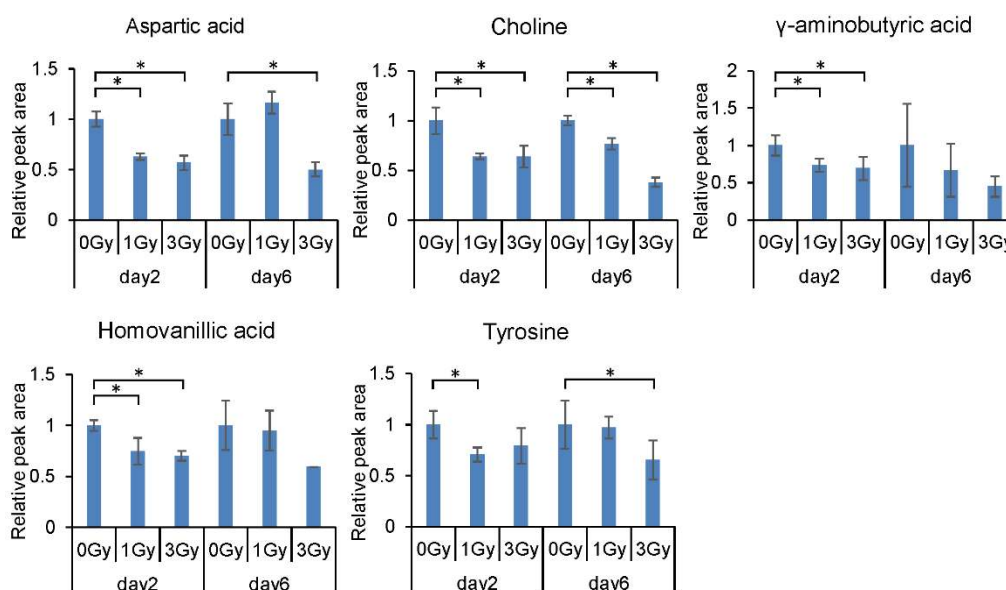 Aspartic acid
Relative peak area
1.5
1
0.5
0
* * *
0Gy 1Gy 3Gy 0Gy 1Gy 3Gy
day2 day6
Choline
Relative peak area
1.5
1
0.5
0
* * * *
0Gy 1Gy 3Gy 0Gy 1Gy 3Gy
day2 day6
γ-aminobutyric acid
Relative peak area
2
1.5
1
0.5
0
* *
0Gy 1Gy 3Gy 0Gy 1Gy 3Gy
day2 day6
Homovanillic acid
Relative peak area
1.5
1
0.5
0
* *
0Gy 1Gy 3Gy 0Gy 1Gy 3Gy
day2 day6
Tyrosine
Relative peak area
1.5
1
0.5
0
* *
0Gy 1Gy 3Gy 0Gy 1Gy 3Gy
day2 day6